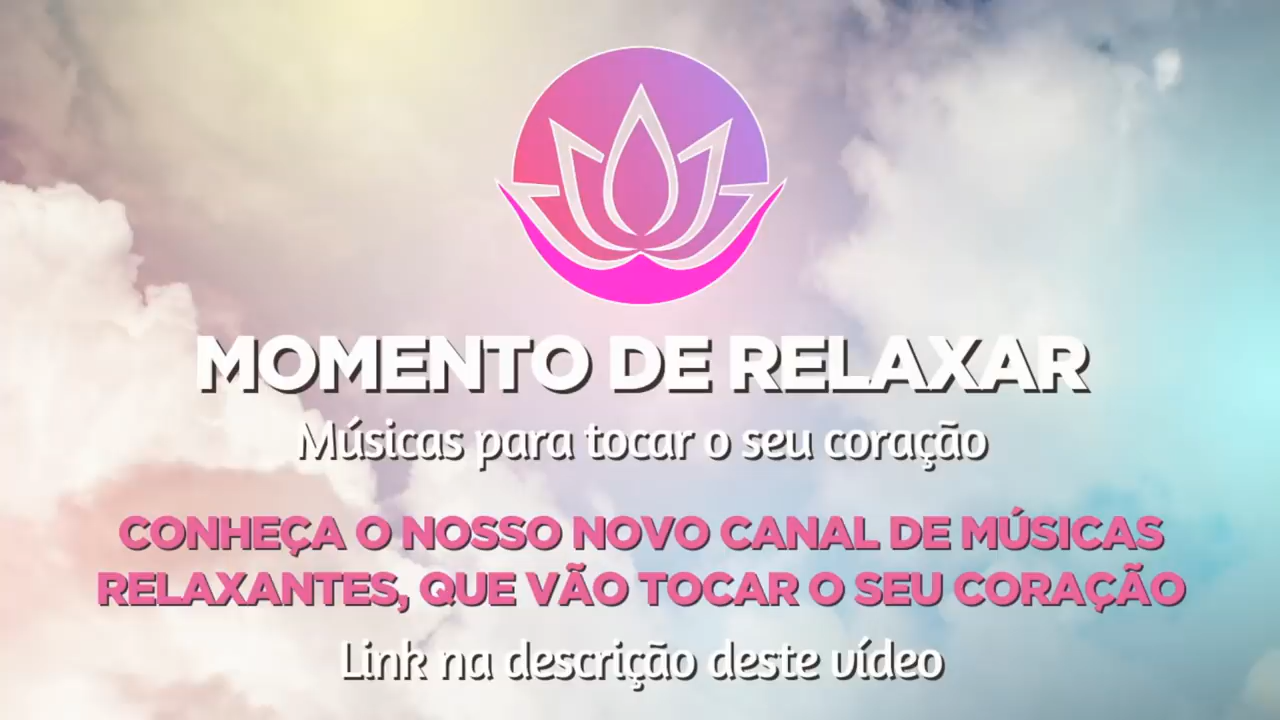 MOMENTO DE RELAXAR
Músicas para tocar o seu coração
CONHEÇA O NOSSO NOVO CANAL DE MÚSICAS
RELAXANTES, QUE VÃO TOCAR O SEU CORAÇÃO
Link na descrição deste vídeo